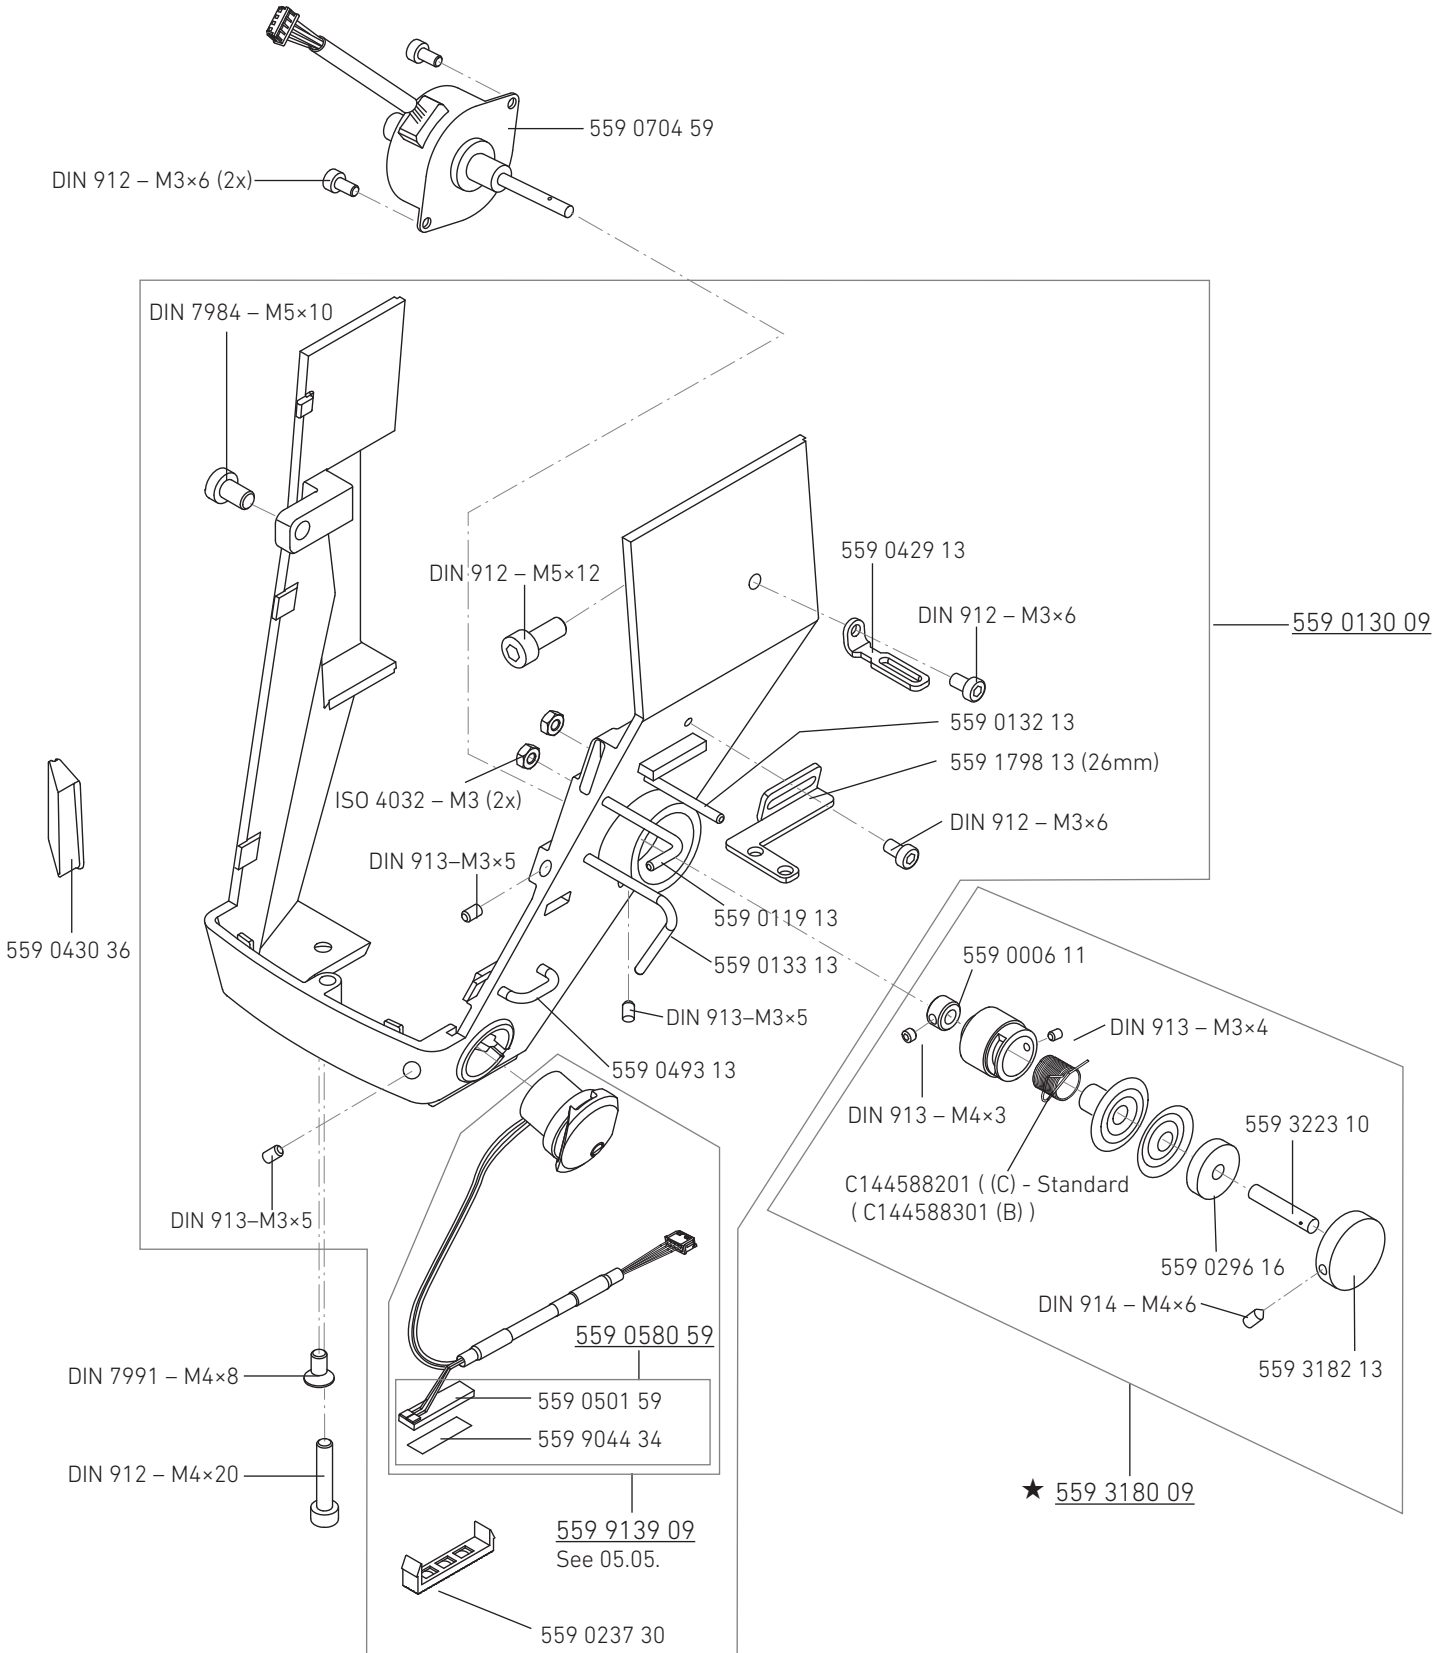 559 0704 59
DIN 912 – M3×6 (2x)
DIN 7984 – M5×10
559 0429 13
DIN 912 – M5×12
DIN 912 – M3×6
559 0130 09
559 0132 13
559 1798 13 (26mm)
ISO 4032 – M3 (2x)
DIN 912 – M3×6
DIN 913–M3×5
559 0119 13
559 0430 36
559 0006 11
559 0133 13
DIN 913–M3×5
DIN 913 – M3×4
559 0493 13
DIN 913 – M4×3
559 3223 10
C144588201 ( (C) - Standard
( C144588301 (B) )
DIN 913–M3×5
559 0296 16
DIN 914 – M4×6
559 0580 59
559 3182 13
DIN 7991 – M4×8
559 0501 59
559 9044 34
DIN 912 – M4×20
★ 559 3180 09
559 9139 09
See 05.05.
559 0237 30